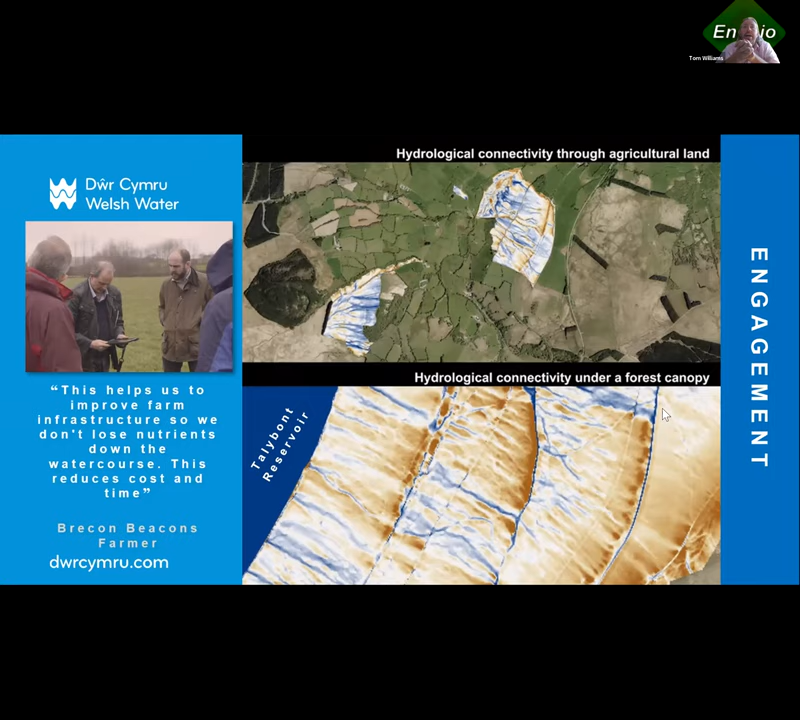 En io
Tom Williams
Dŵr Cymru
Welsh Water
Hydrological connectivity through agricultural land
Hydrological connectivity under a forest canopy
Talybont
Reservoir
“This helps us to
improve farm
infrastructure so we
don't lose nutrients
down the
watercourse. This
reduces cost and
time”
Brecon Beacons
Farmer
dwrcymru.com
ENGAGEMENT